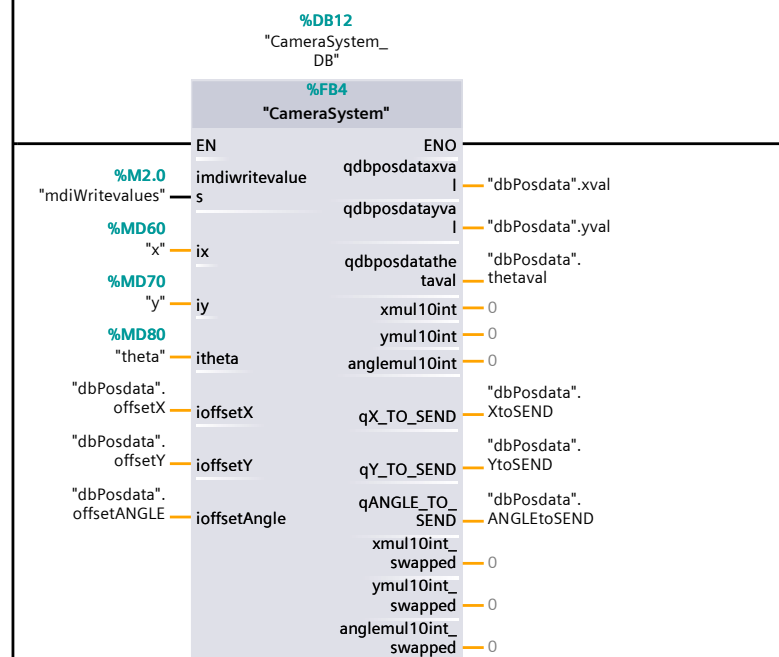 %DB12
"CameraSystem_
DB"
%FB4
"CameraSystem"
EN
ENO
%M2.0
"mdiWritevalues"
imdiwritevalue
s
qdbposdataxva
l
"dbPosdata".xval
qdbposdatayva
l
"dbPosdata".yval
%MD60
"x"
ix
qdbposdatathe
taval
"dbPosdata".
thetaval
%MD70
"y"
iy
xmul10int
0
ymul10int
0
%MD80
"theta"
itheta
anglemul10int
0
"dbPosdata".
offsetX
ioffsetX
qX_TO_SEND
"dbPosdata".
XtoSEND
"dbPosdata".
offsetY
ioffsetY
qY_TO_SEND
"dbPosdata".
YtoSEND
"dbPosdata".
offsetANGLE
ioffsetAngle
qANGLE_TO_
SEND
"dbPosdata".
ANGLEtoSEND
xmul10int_
swapped
0
ymul10int_
swapped
0
anglemul10int_
swapped
0